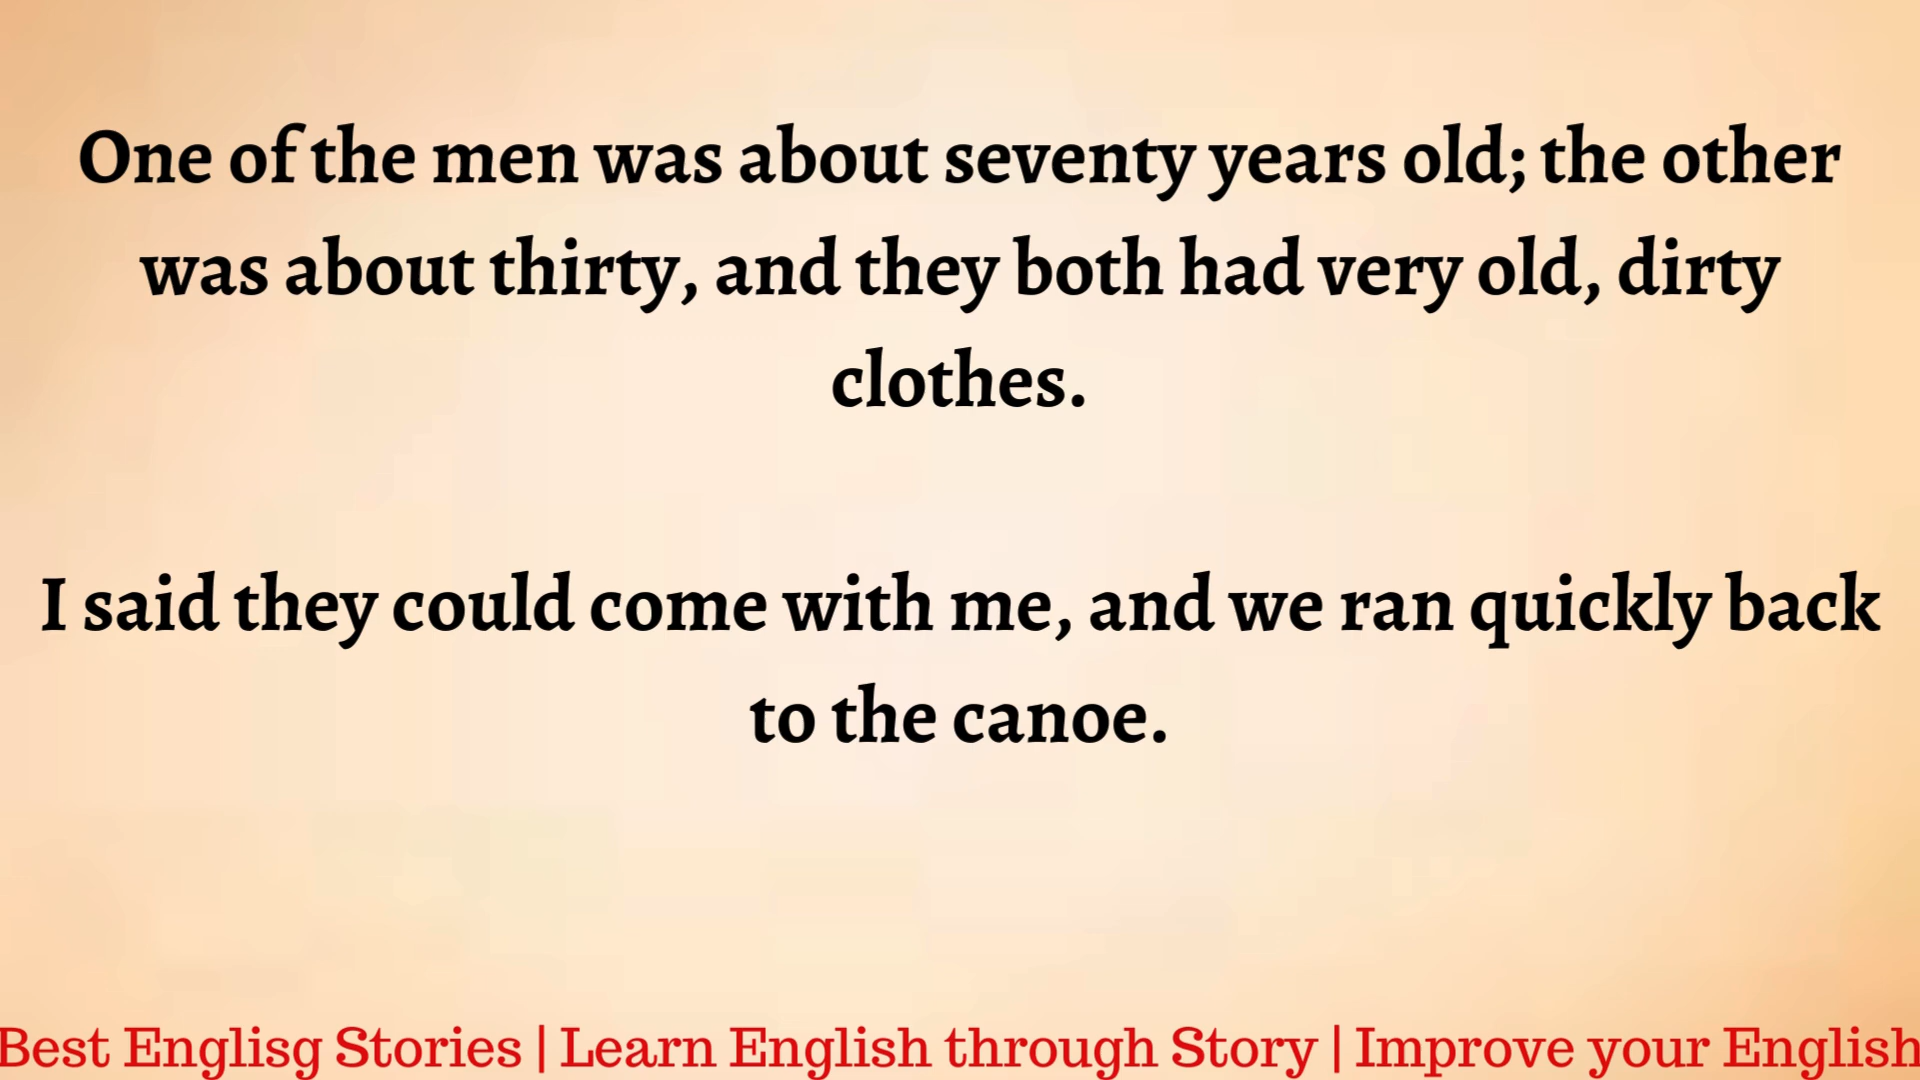 One of the men was about seventy years old; the other
was about thirty, and they both had very old, dirty
clothes.
I said they could come with me, and we ran quickly back
to the canoe.
Best Englisg Stories | Learn English through Story | Improve your English